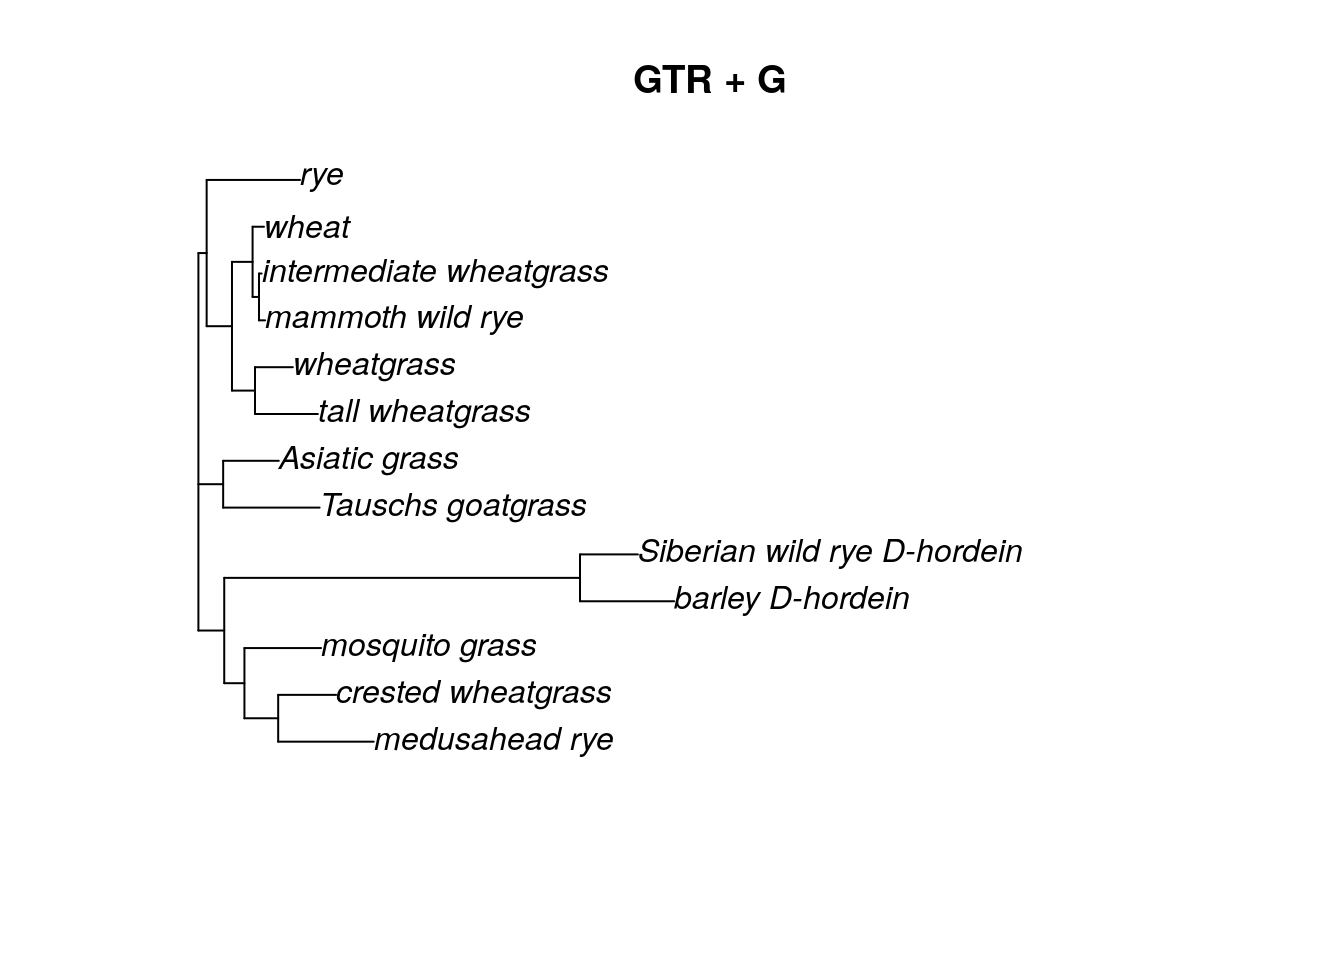 GTR + G
rye
wheat
intermediate wheatgrass
mammoth wild rye
wheatgrass
tall wheatgrass
Asiatic grass
Tauschs goatgrass
Siberian wild rye D-hordein
barley D-hordein
mosquito grass
crested wheatgrass
medusahead rye